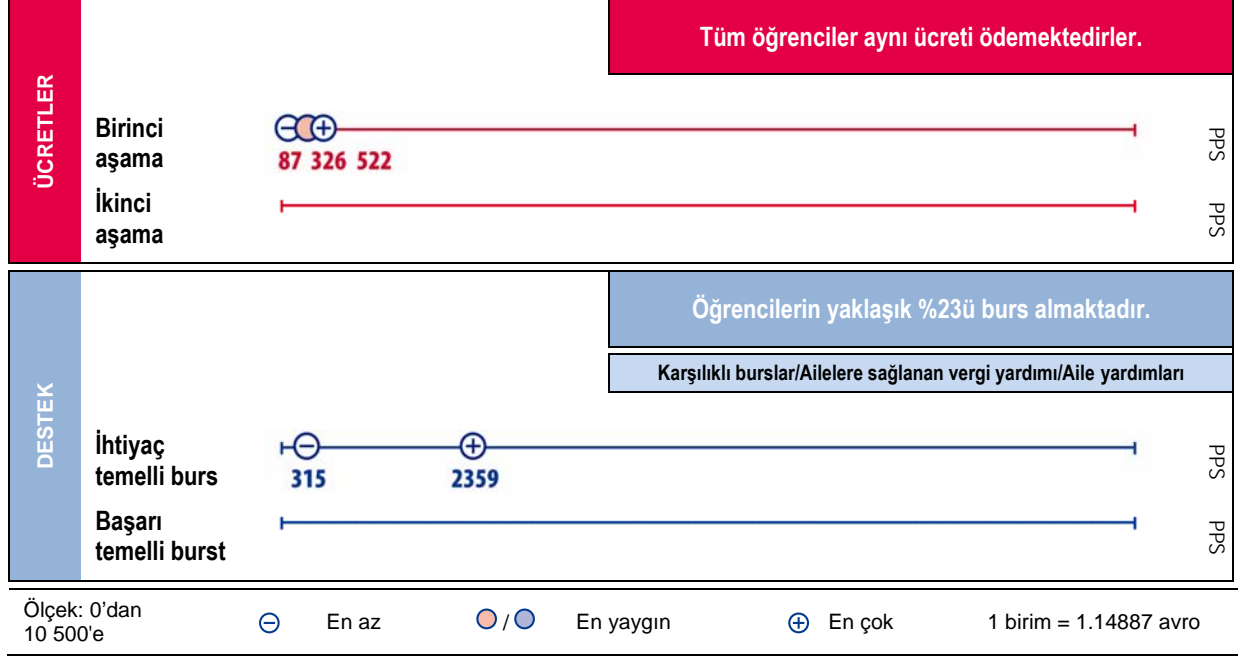 Tüm öğrenciler aynı ücreti ödemektedirler.
ÜCRETLER
Birinci
aşama
87 326 522
PPS
İkinci
aşama
PPS
Öğrencilerin yaklaşık %23ü burs almaktadır.
Karşılıklı burslar/Ailelere sağlanan vergi yardımı/Aile yardımları
DESTEK
İhtiyaç
temelli burs
315 2359
PPS
Başarı
temelli burst
PPS
Ölçek: 0’dan
10 500'e
En az
/
En yaygın
En çok
1 birim = 1.14887 avro